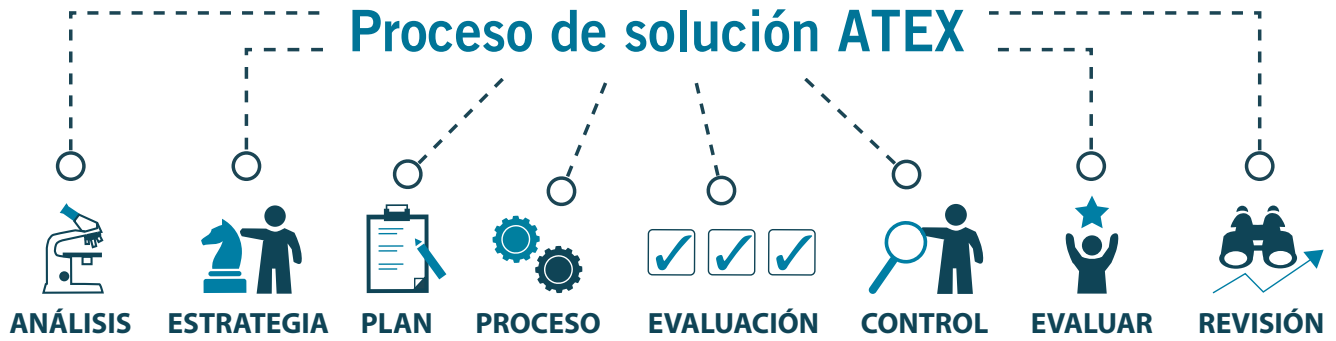 Proceso de solución ATEX
ANÁLISIS ESTRATEGIA PLAN PROCESO EVALUACIÓN CONTROL EVALUAR REVISIÓN